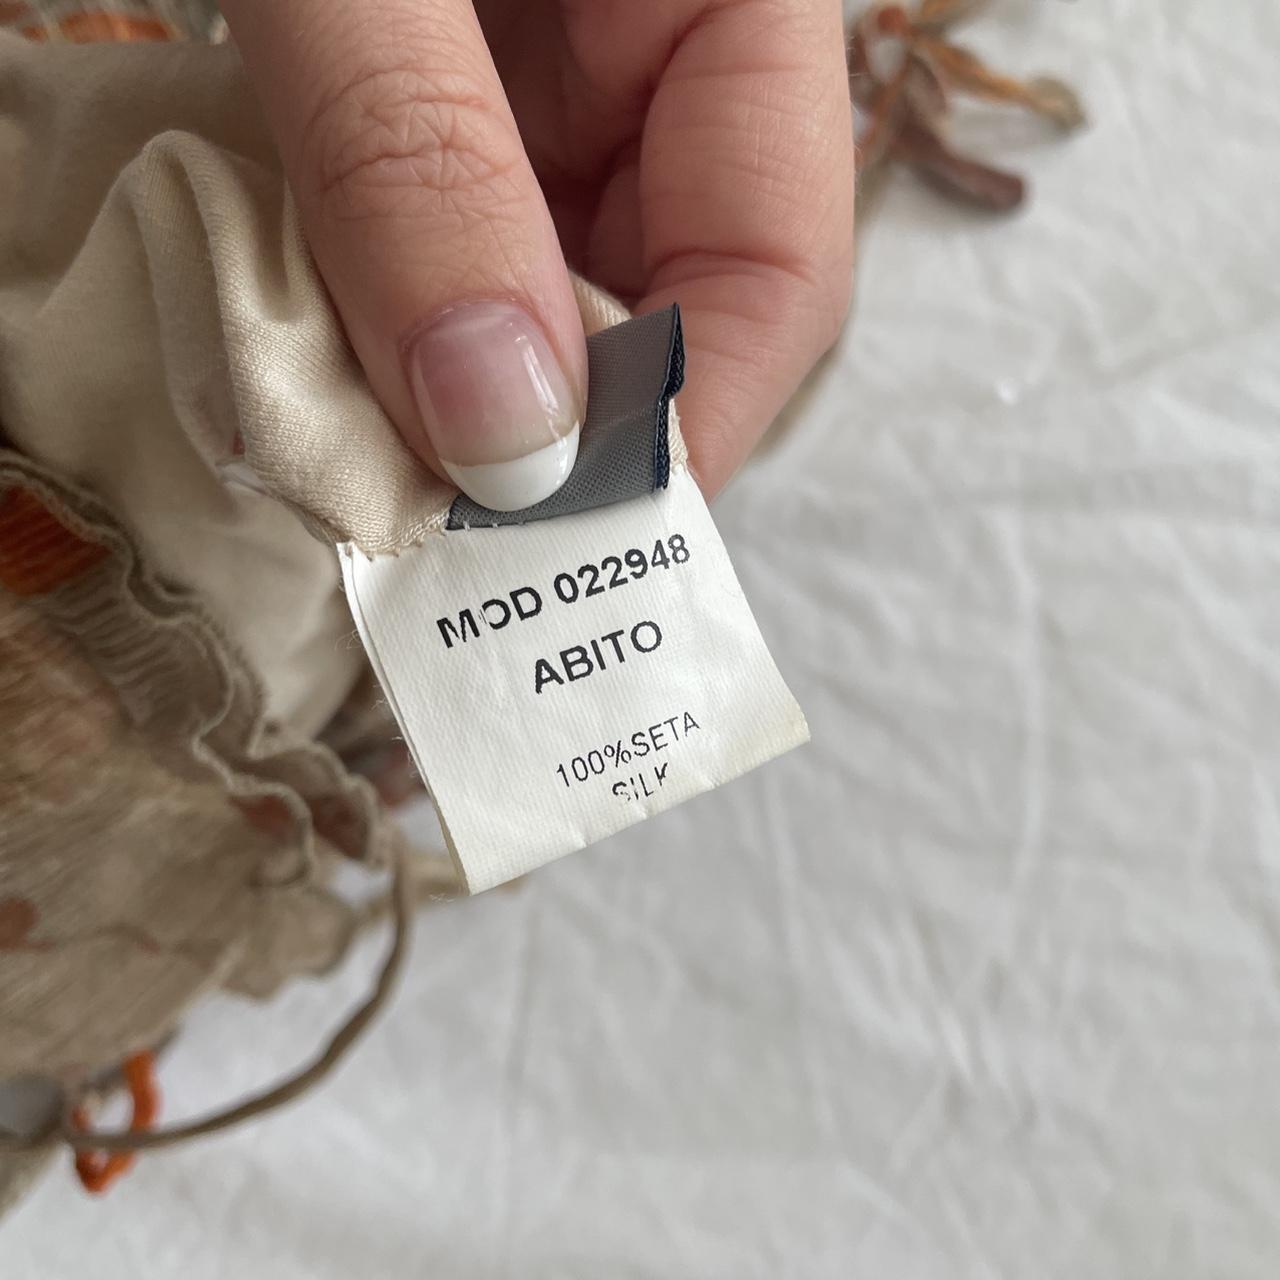 MOD 022948
ABITO
100%SETA
SILK